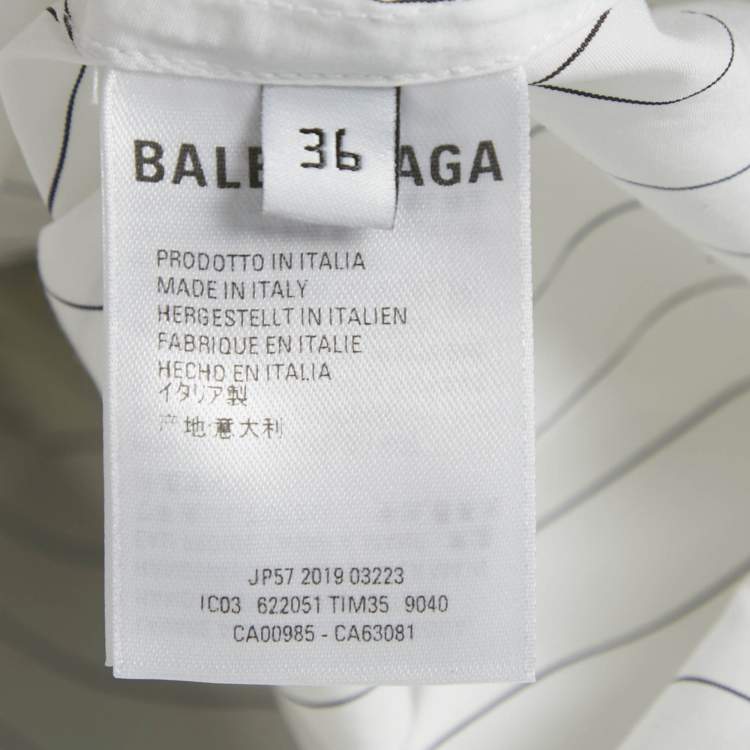 36
BALE AGA
PRODOTTO IN ITALIA
MADE IN ITALY
HERGESTELLT IN ITALIEN
FABRIQUE EN ITALIE
HECHO EN ITALIA
イタリア製
产地:意大利
JP57 2019 03223
IC03 622051 TIM35 9040
CA00985 - CA63081